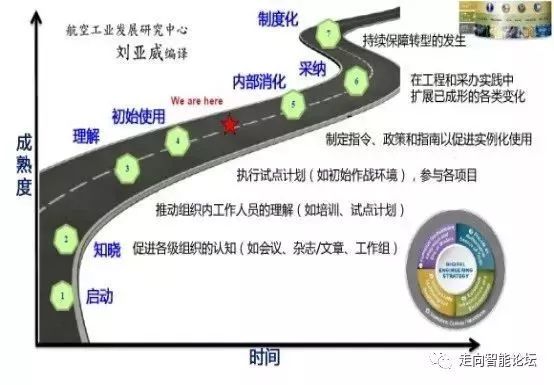 航空工业发展研究中心
刘亚威编译
制度化
7
持续保障转型的发生
采纳
6
在工程和采办实践中
扩展已成形的各类变化
内部消化
5
We are here
初始使用
4
制定指令、政策和指南以促进实例化使用
理解
3
执行试点计划（如初始作战环境），参与各项目
推动组织内工作人员的理解（如培训、试点计划）
2
知晓
促进各级组织的认知（如会议、杂志/文章、工作组）
1
启动
成熟度
时间
DIGITAL
ENGINEERING
STRATEGY
走向智能论坛